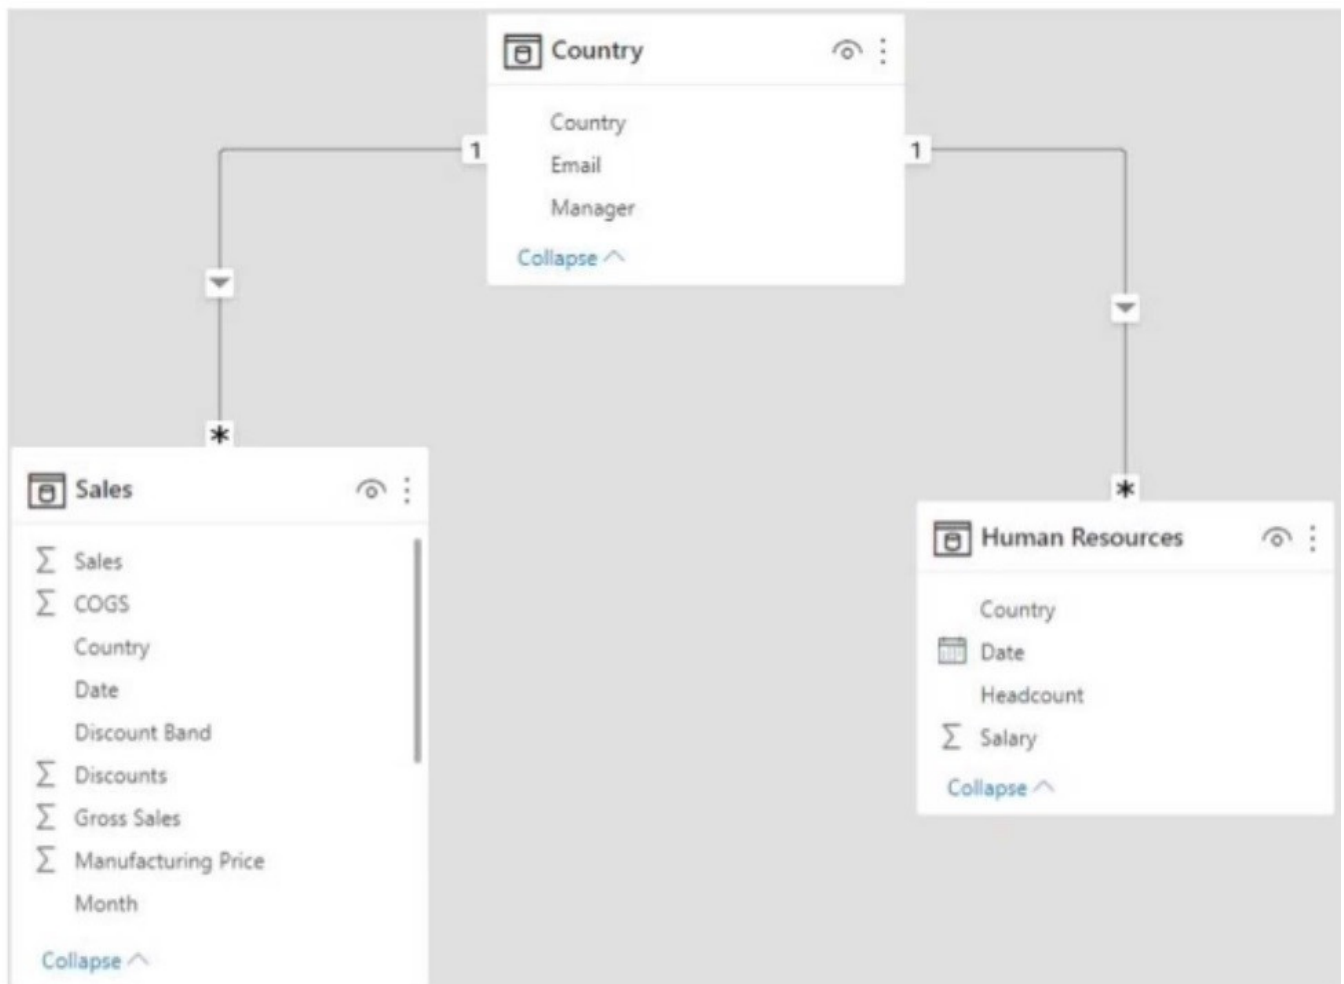 Country
Country
Email
Manager
Collapse
1
1
*
*
Sales
Sales
COGS
Country
Date
Discount Band
Discounts
Gross Sales
Manufacturing Price
Month
Collapse
Human Resources
Country
Date
Headcount
Salary
Collapse